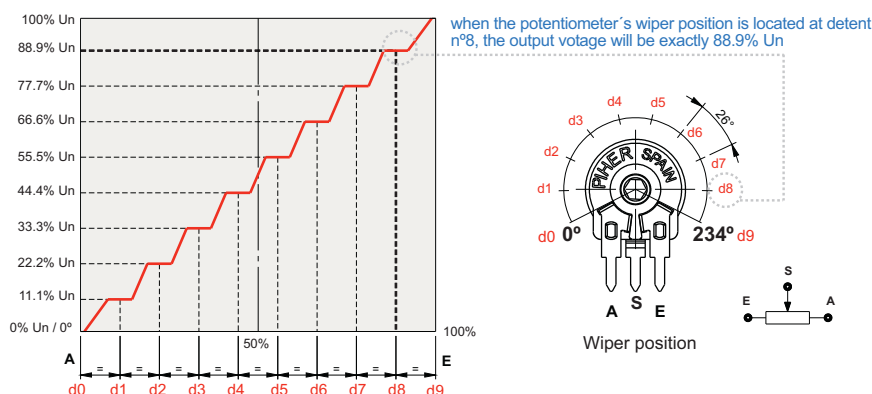 100% Un
88.9% Un
77.7% Un
66.6% Un
55.5% Un
44.4% Un
33.3% Un
22.2% Un
11.1% Un
0% Un / 0º
50%
100%
A
E
= = = = = = = = =
d0 d1 d2 d3 d4 d5 d6 d7 d8 d9
when the potentiometer´s wiper position is located at detent
nº8, the output votage will be exactly 88.9% Un
d4 d5
26°
d3 d6
d2 d7
PIHER SPAIN
d1 d8
d0 0º 234º d9
A S E
Wiper position
S
E A